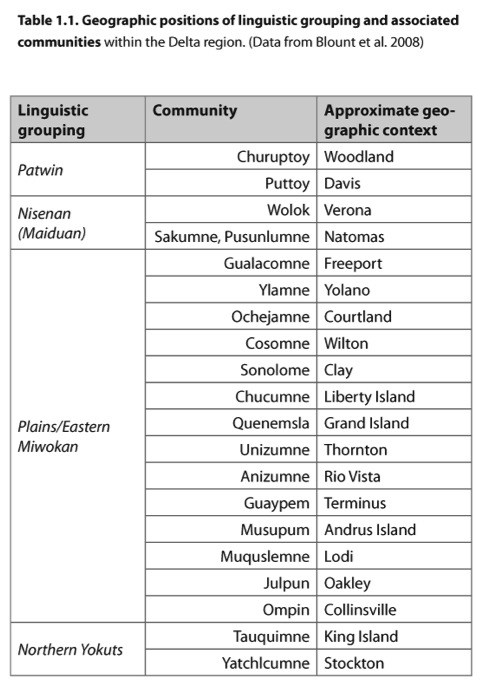 Table 1.1. Geographic positions of linguistic grouping and associated
communities within the Delta region. (Data from Blount et al. 2008)
Linguistic grouping Community Approximate geo-graphic context
Patwin Churuptoy Woodland
Puttoy Davis
Nisenan (Maiduan) Wolok Verona
Sakumne, Pusunlumne Natomas
Plains/Eastern Miwokan Gualacomne Freeport
Ylamne Yolano
Ochejamne Courtland
Cosomne Wilton
Sonolome Clay
Chucumne Liberty Island
Quenemsla Grand Island
Unizumne Thornton
Anizumne Rio Vista
Guaypem Terminus
Musupum Andrus Island
Muquslemne Lodi
Julpun Oakley
Ompin Collinsville
Northern Yokuts Tauquimne King Island
Yatchlcumne Stockton